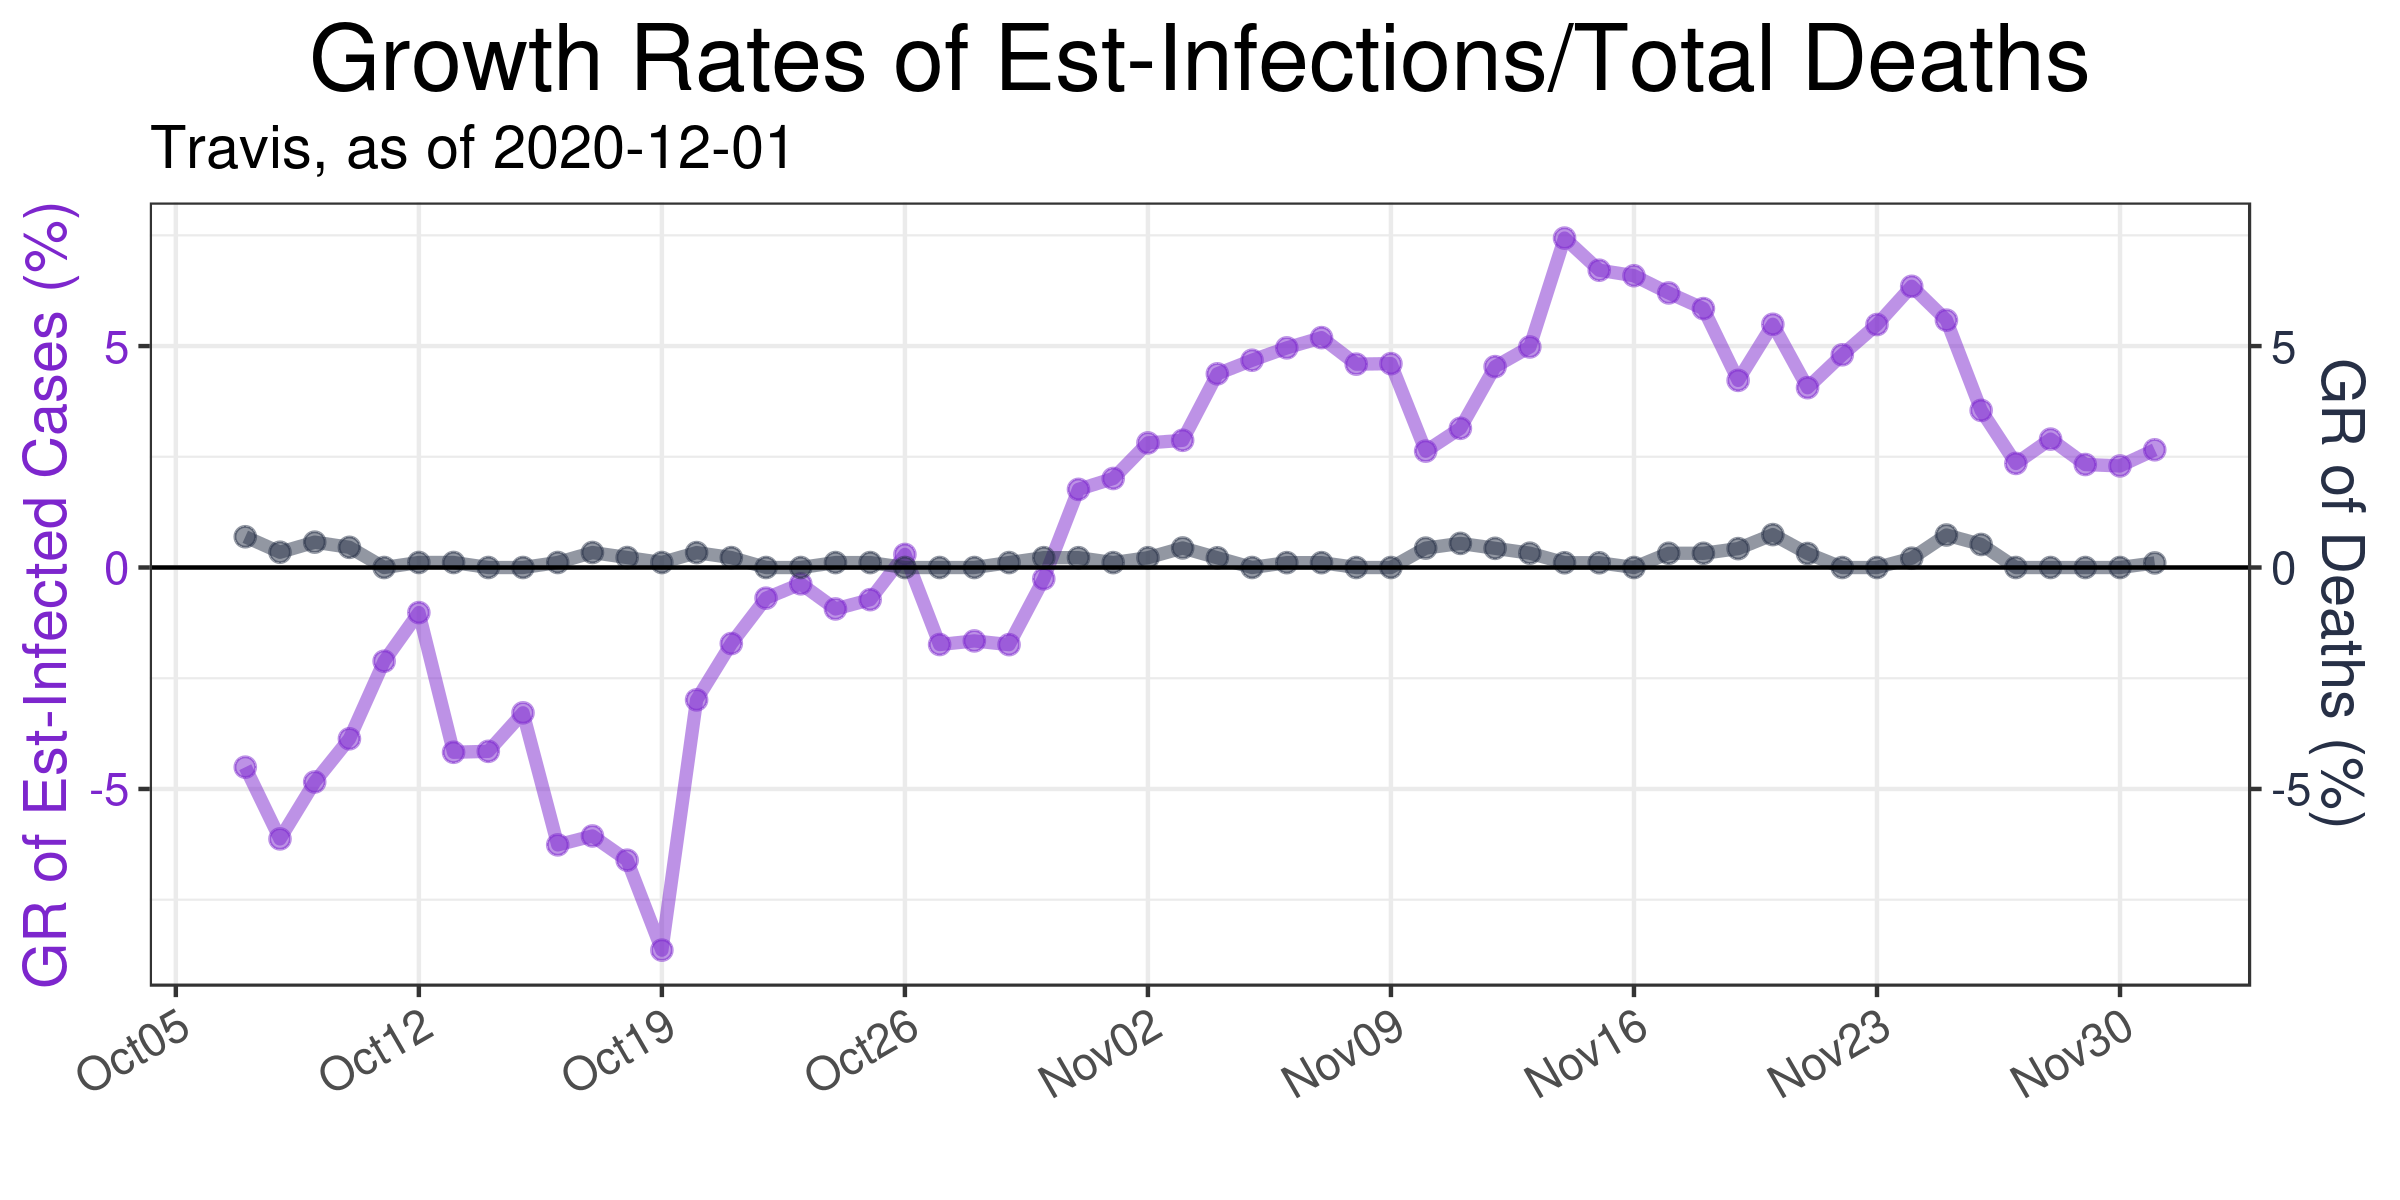 Growth Rates of Est-Infections/Total Deaths
Travis, as of 2020-12-01
GR of Est-Infected Cases (%)
5
0
-5
5
0
-5
GR of Deaths (%)
Oct05
Oct12
Oct19
Oct26
Nov02
Nov09
Nov16
Nov23
Nov30